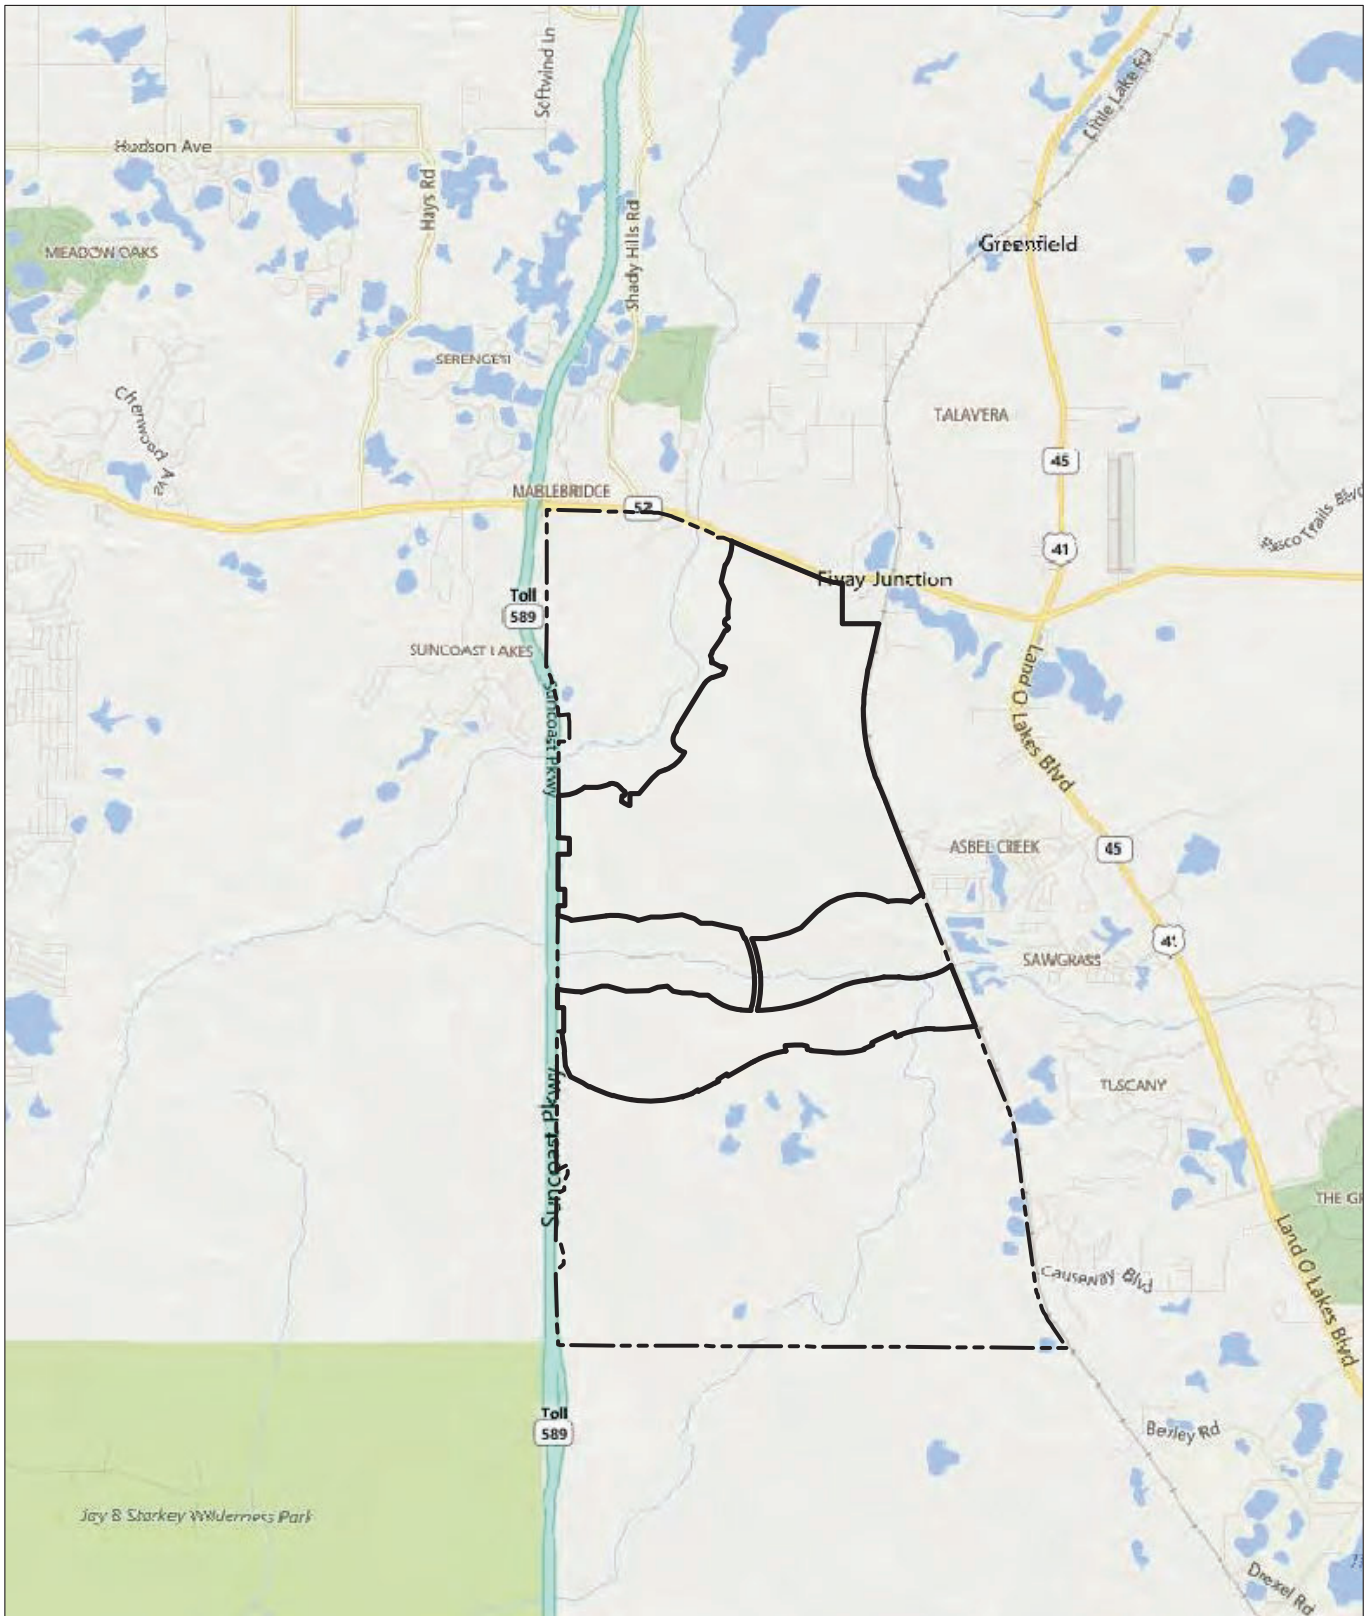 Softwind Ln
Little Lake Rd
Hudson Ave
Hays Rd
Shady Hills Rd
MEADOW OAKS
Greenfield
SERENGETI
Chenwood Ave
TALAVERA
45
MABLEBRIDGE
52
41
Pasco Trails Blvd
Toll
589
Fivay Junction
SUNCOAST LAKES
Suncoast Pkwy
Land O Lakes Blvd
ASBEL CREEK
45
41
SAWGRASS
TUSCANY
Suncoast Pkwy
THE GR
Land O Lakes Blvd
Causeway Blvd
Toll
589
Bexley Rd
Jay B Starkey Wilderness Park
Drexel Rd